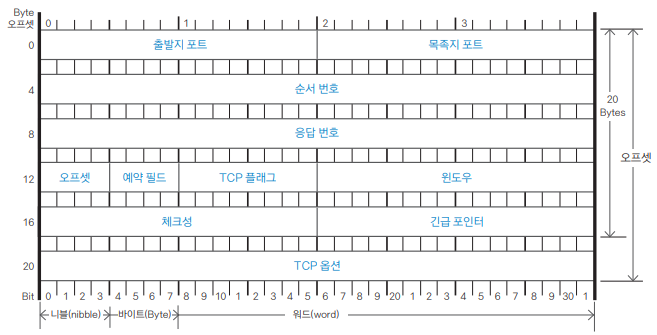 Byte
오프셋 0 1 2 3
0 출발지 포트 목족지 포트
4 순서 번호
20
Bytes
8 응답 번호
오프셋
12 오프셋 예약 필드 TCP 플래그 윈도우
16 체크성 긴급 포인터
20 TCP 옵션
Bit 0 1 2 3 4 5 6 7 8 9 10 1 2 3 4 5 6 7 8 9 20 1 2 3 4 5 6 7 8 9 30 1
니블(nibble) 바이트(Byte) 워드(word)